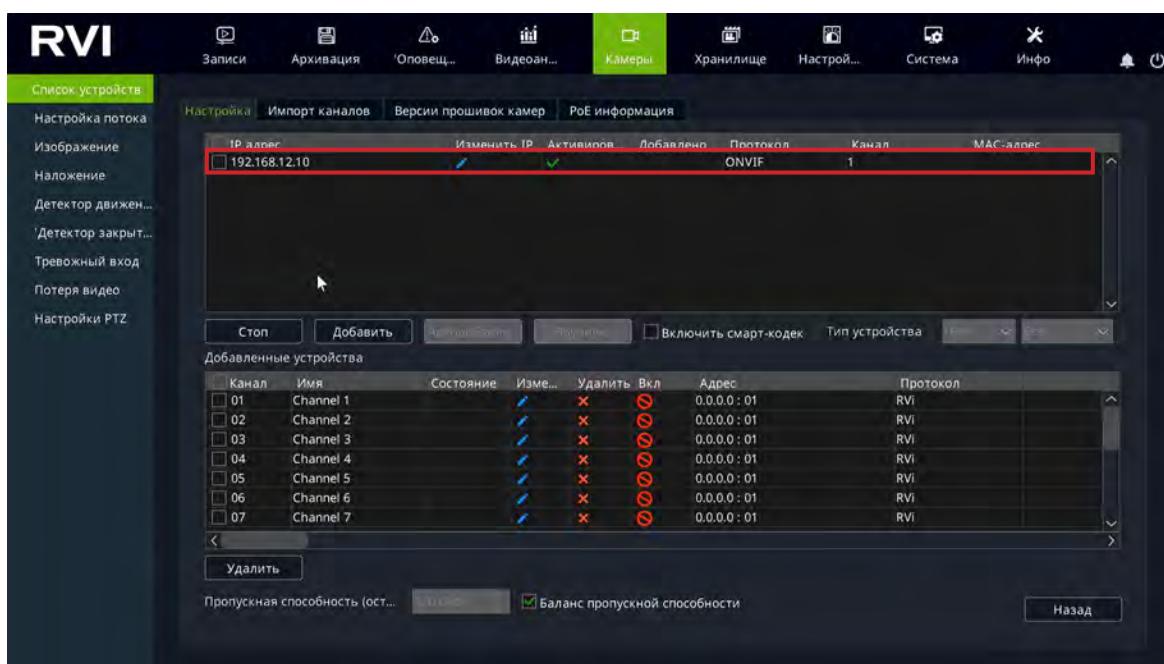 RVI
Записи Архивация 'Оповещ... Видеоан... Камеры Хранилище Настрой... Система Инфо
Список устройств
Настройка потока
Изображение
Наложение
Детектор движен...
'Детектор закрыт...
Тревожный вход
Потеря видео
Настройки PTZ
Настройка Импорт каналов Версии прошивок камер PoE информация
IP адрес Изменить IP Активиров... Добавлено Протокол Канал MAC-адрес
192.168.12.10 ONVIF 1
Стоп Добавить Включить смарт-кодек Тип устройства
Добавленные устройства
Канал Имя Состояние Изме... Удалить Вкл Адрес Протокол
01 Channel 1 0.0.0.0 : 01 RVi
02 Channel 2 0.0.0.0 : 01 RVi
03 Channel 3 0.0.0.0 : 01 RVi
04 Channel 4 0.0.0.0 : 01 RVi
05 Channel 5 0.0.0.0 : 01 RVi
06 Channel 6 0.0.0.0 : 01 RVi
07 Channel 7 0.0.0.0 : 01 RVi
Удалить
Пропускная способность (ост... Баланс пропускной способности
Назад